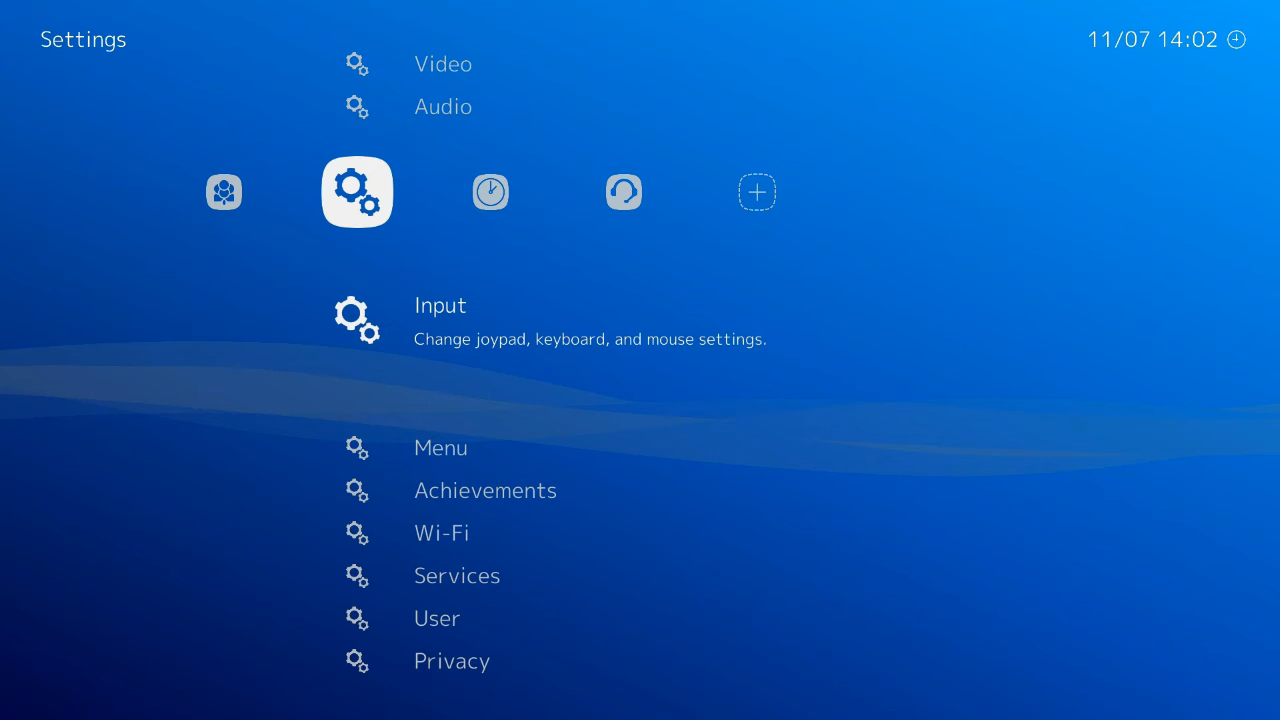 Settings
11/07 14:02
Video
Audio
Input
Change joypad, keyboard, and mouse settings.
Menu
Achievements
Wi-Fi
Services
User
Privacy